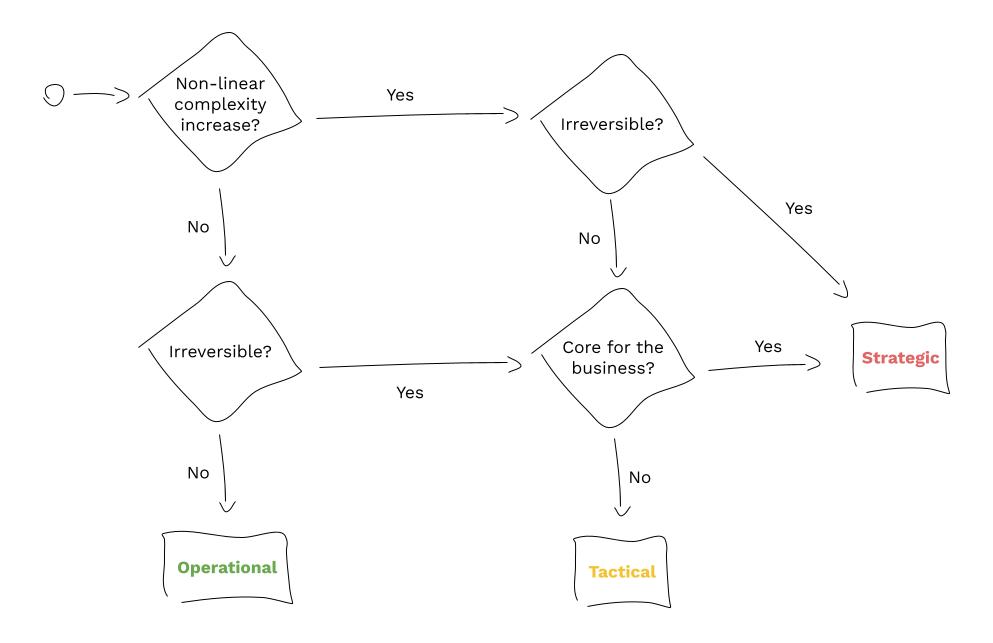 Non-linear
complexity
increase?
Yes
Irreversible?
Yes
No
No
Irreversible?
Yes
Core for the
business?
Yes
Strategic
No
No
Operational
Tactical